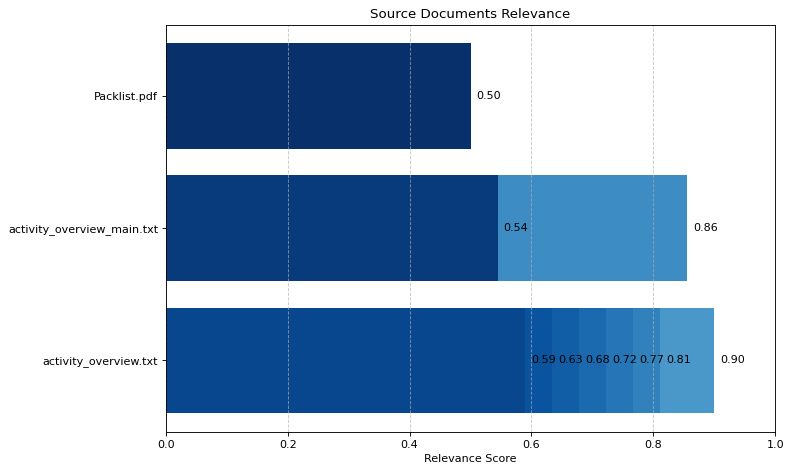 Source Documents Relevance
Packlist.pdf
0.50
activity_overview_main.txt
0.54 0.86
activity_overview.txt
0.59 0.63 0.68 0.72 0.77 0.81 0.90
0.0 0.2 0.4 0.6 0.8 1.0
Relevance Score